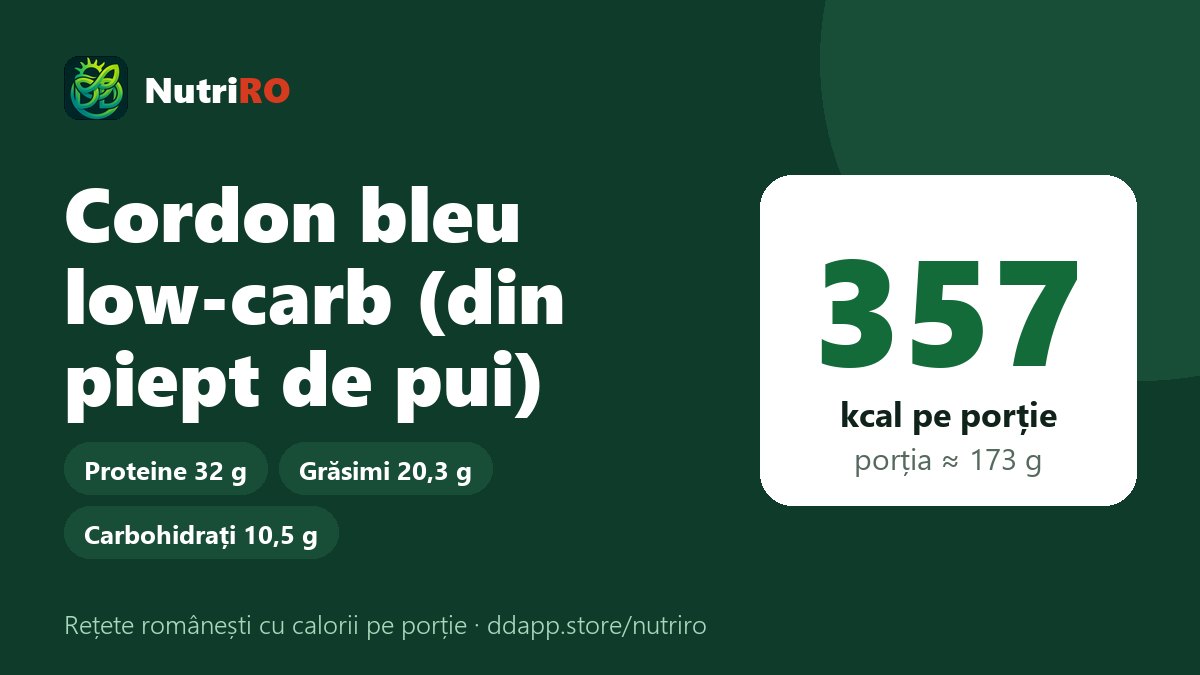 NutriRO
Cordon bleu
low-carb (din
piept de pui)
Proteine 32 g
Grăsimi 20,3 g
Carbohidrați 10,5 g
357
kcal pe porție
porția ≈ 173 g
Rețete românești cu calorii pe porție · ddapp.store/nutriro